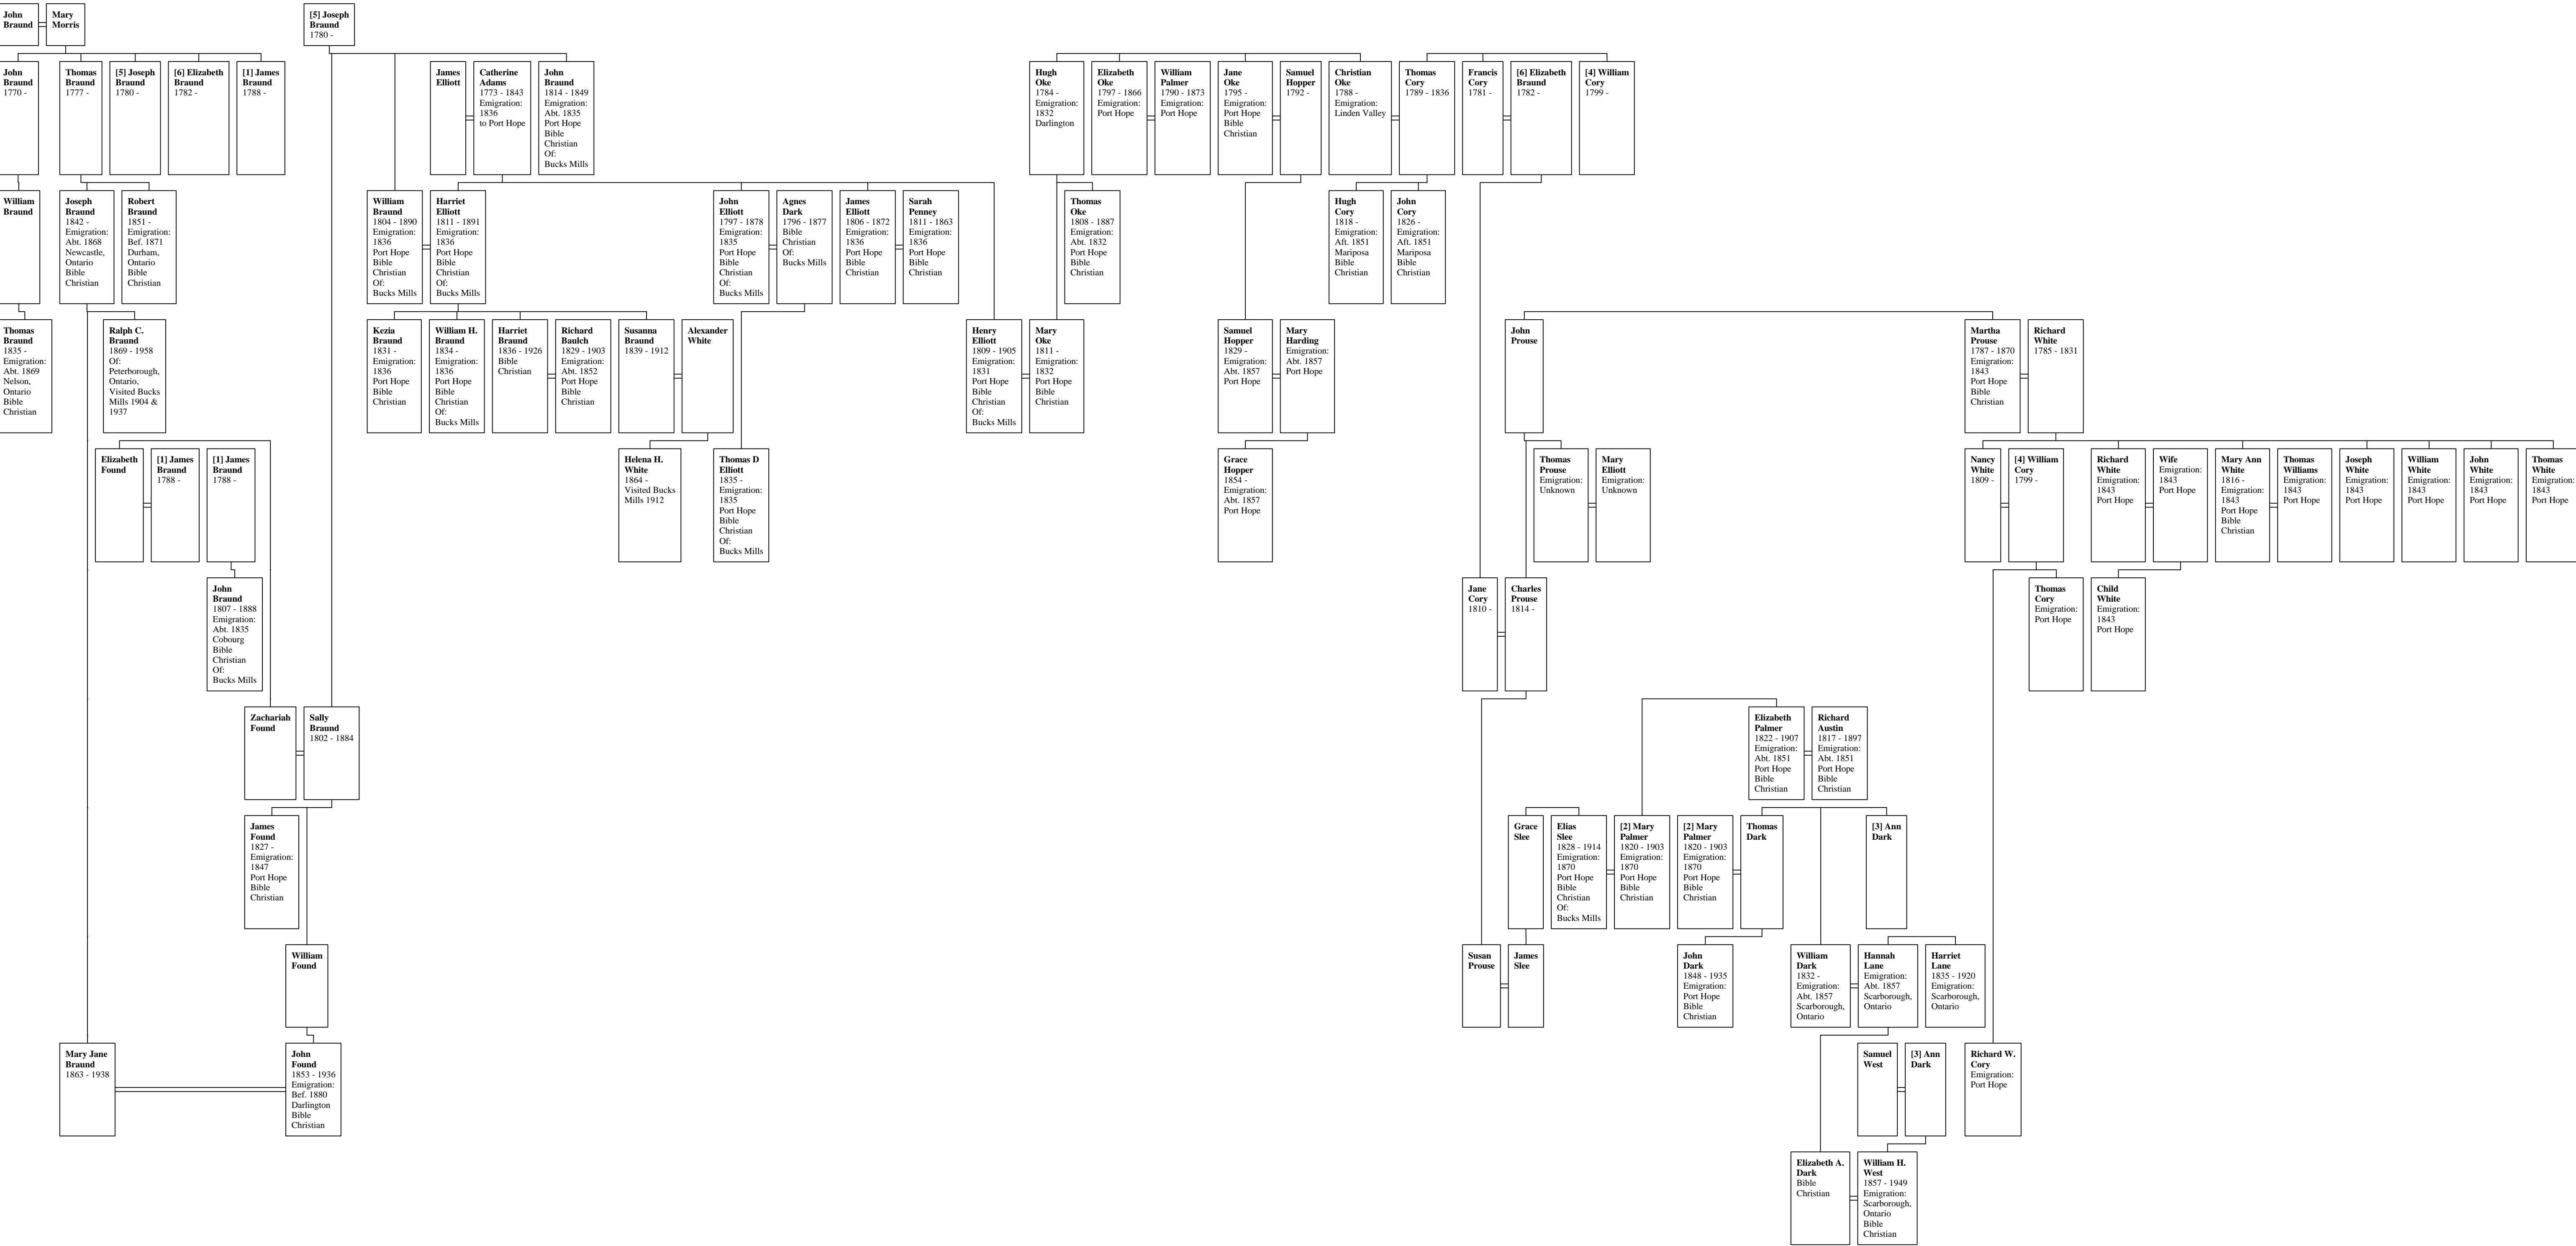 John
Braund
Mary
Morris
[5] Joseph
Braund
1780 -
John
Braund
1770 -
Thomas
Braund
1777 -
[5] Joseph
Braund
1780 -
[6] Elizabeth
Braund
1782 -
[1] James
Braund
1788 -
James
Elliott
Catherine
Adams
1773 - 1843
Emigration:
1836
to Port Hope
John
Braund
1814 - 1849
Emigration:
Abt. 1835
Port Hope
Bible
Christian
Of:
Bucks Mills
Hugh
Oke
1784 -
Emigration:
1832
Darlington
Elizabeth
Oke
1797 - 1866
Emigration:
Port Hope
William
Palmer
1790 - 1873
Emigration:
Port Hope
Jane
Oke
1795 -
Emigration:
Port Hope
Bible
Christian
Samuel
Hopper
1792 -
Christian
Oke
1788 -
Emigration:
Linden Valley
Thomas
Cory
1789 - 1836
Francis
Cory
1781 -
[6] Elizabeth
Braund
1782 -
[4] William
Cory
1799 -
William
Braund
Joseph
Braund
1842 -
Emigration:
Abt. 1868
Newcastle,
Ontario
Bible
Christian
Robert
Braund
1851 -
Emigration:
Bef. 1871
Durham,
Ontario
Bible
Christian
William
Braund
1804 - 1890
Emigration:
1836
Port Hope
Bible
Christian
Of:
Bucks Mills
Harriet
Elliott
1811 - 1891
Emigration:
1836
Port Hope
Bible
Christian
Of:
Bucks Mills
John
Elliott
1797 - 1878
Emigration:
1835
Port Hope
Bible
Christian
Of:
Bucks Mills
Agnes
Dark
1796 - 1877
Bible
Christian
Of:
Bucks Mills
James
Elliott
1806 - 1872
Emigration:
1836
Port Hope
Bible
Christian
Sarah
Penney
1811 - 1863
Emigration:
1836
Port Hope
Bible
Christian
Thomas
Oke
1808 - 1887
Emigration:
Abt. 1832
Port Hope
Bible
Christian
Hugh
Cory
1818 -
Emigration:
Aft. 1851
Mariposa
Bible
Christian
John
Cory
1826 -
Emigration:
Aft. 1851
Mariposa
Bible
Christian
Thomas
Braund
1835 -
Emigration:
Abt. 1869
Nelson,
Ontario
Bible
Christian
Ralph C.
Braund
1869 - 1958
Of:
Peterborough,
Ontario,
Visited Bucks
Mills 1904 &
1937
Kezia
Braund
1831 -
Emigration:
1836
Port Hope
Bible
Christian
William H.
Braund
1834 -
Emigration:
1836
Port Hope
Bible
Christian
Of:
Bucks Mills
Harriet
Braund
1836 - 1926
Bible
Christian
Richard
Baulch
1829 - 1903
Emigration:
Abt. 1852
Port Hope
Bible
Christian
Susanna
Braund
1839 - 1912
Alexander
White
Henry
Elliott
1809 - 1905
Emigration:
1831
Port Hope
Bible
Christian
Of:
Bucks Mills
Mary
Oke
1811 -
Emigration:
1832
Port Hope
Bible
Christian
Samuel
Hopper
1829 -
Emigration:
Abt. 1857
Port Hope
Mary
Harding
Emigration:
Abt. 1857
Port Hope
John
Prouse
Martha
Prouse
1787 - 1870
Emigration:
1843
Port Hope
Bible
Christian
Richard
White
1785 - 1831
Elizabeth
Found
[1] James
Braund
1788 -
[1] James
Braund
1788 -
Helena H.
White
1864 -
Visited Bucks
Mills 1912
Thomas D
Elliott
1835 -
Emigration:
1835
Port Hope
Bible
Christian
Of:
Bucks Mills
Grace
Hopper
1854 -
Emigration:
Abt. 1857
Port Hope
Thomas
Prouse
Emigration:
Unknown
Mary
Elliott
Emigration:
Unknown
Nancy
White
1809 -
[4] William
Cory
1799 -
Richard
White
Emigration:
1843
Port Hope
Wife
Emigration:
1843
Port Hope
Mary Ann
White
1816 -
Emigration:
1843
Port Hope
Bible
Christian
Thomas
Williams
Emigration:
1843
Port Hope
Joseph
White
Emigration:
1843
Port Hope
William
White
Emigration:
1843
Port Hope
John
White
Emigration:
1843
Port Hope
Thomas
White
Emigration:
1843
Port Hope
John
Braund
1807 - 1888
Emigration:
Abt. 1835
Cobourg
Bible
Christian
Of:
Bucks Mills
Jane
Cory
1810 -
Charles
Prouse
1814 -
Thomas
Cory
Emigration:
Port Hope
Child
White
Emigration:
1843
Port Hope
Zachariah
Found
Sally
Braund
1802 - 1884
Elizabeth
Palmer
1822 - 1907
Emigration:
Abt. 1851
Port Hope
Bible
Christian
Richard
Austin
1817 - 1897
Emigration:
Abt. 1851
Port Hope
Bible
Christian
James
Found
1827 -
Emigration:
1847
Port Hope
Bible
Christian
Grace
Slee
Elias
Slee
1828 - 1914
Emigration:
1870
Port Hope
Bible
Christian
Of:
Bucks Mills
[2] Mary
Palmer
1820 - 1903
Emigration:
1870
Port Hope
Bible
Christian
[2] Mary
Palmer
1820 - 1903
Emigration:
1870
Port Hope
Bible
Christian
Thomas
Dark
[3] Ann
Dark
William
Found
Susan
Prouse
James
Slee
John
Dark
1848 - 1935
Emigration:
Port Hope
Bible
Christian
William
Dark
1832 -
Emigration:
Abt. 1857
Scarborough,
Ontario
Hannah
Lane
Emigration:
Abt. 1857
Scarborough,
Ontario
Harriet
Lane
1835 - 1920
Emigration:
Scarborough,
Ontario
Mary Jane
Braund
1863 - 1938
John
Found
1853 - 1936
Emigration:
Bef. 1880
Darlington
Bible
Christian
Samuel
West
[3] Ann
Dark
Richard W.
Cory
Emigration:
Port Hope
Elizabeth A.
Dark
Bible
Christian
William H.
West
1857 - 1949
Emigration:
Scarborough,
Ontario
Bible
Christian